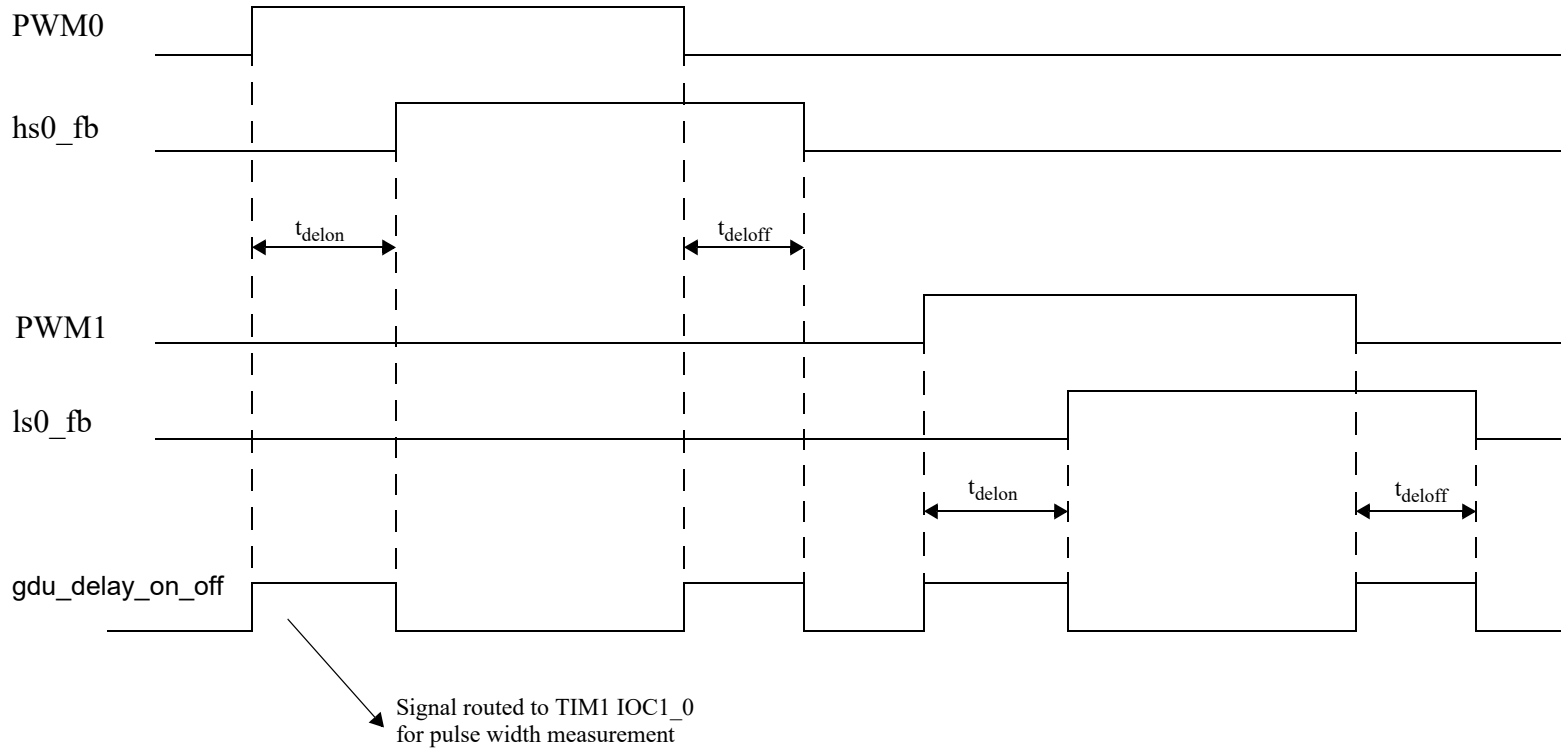 PWM0
hs0_fb
tdelon
tdeloff
PWM1
ls0_fb
tdelon
tdeloff
gdu_delay_on_off
Signal routed to TIM1 IOC1_0
for pulse width measurement